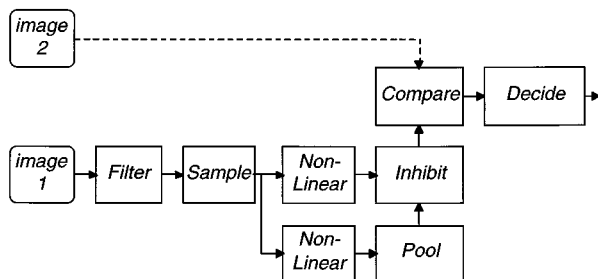 image
2
Compare
Decide
image
1
Filter
Sample
Non-
Linear
Inhibit
Non-
Linear
Pool